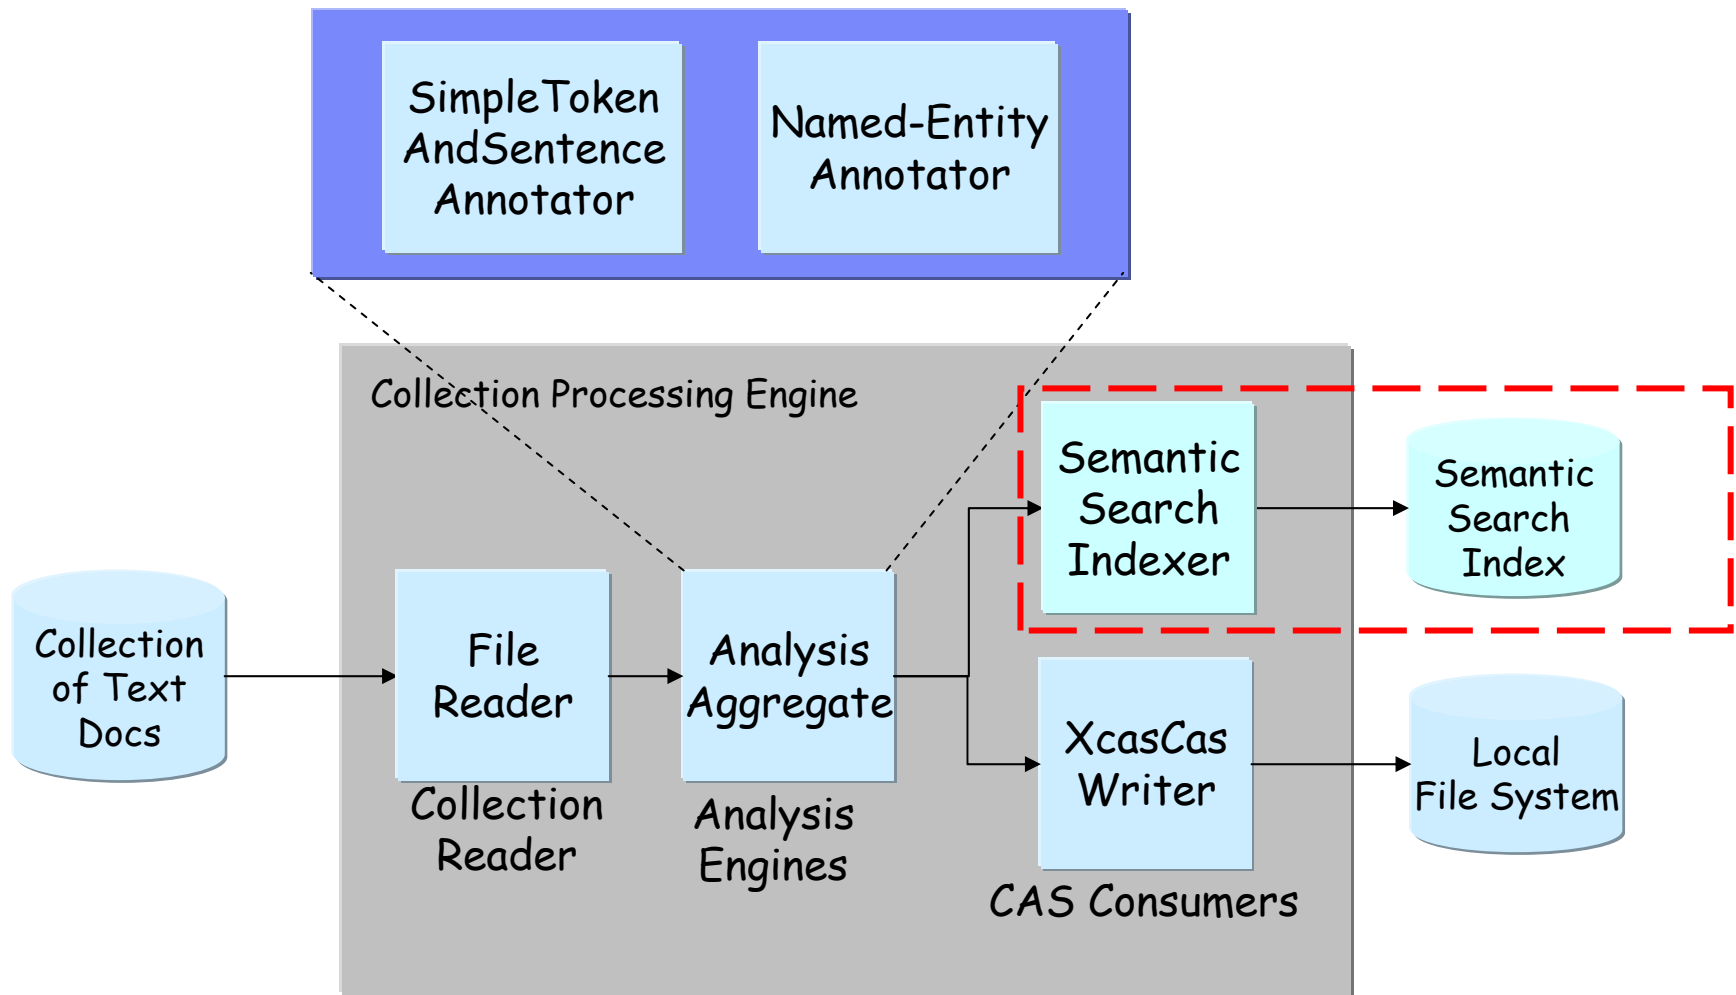 SimpleToken
AndSentence
Annotator
Named-Entity
Annotator
Collection Processing Engine
Semantic
Search
Indexer
Semantic
Search
Index
Collection
of Text
Docs
File
Reader
Analysis
Aggregate
XcasCas
Writer
Local
File System
Collection
Reader
Analysis
Engines
CAS Consumers